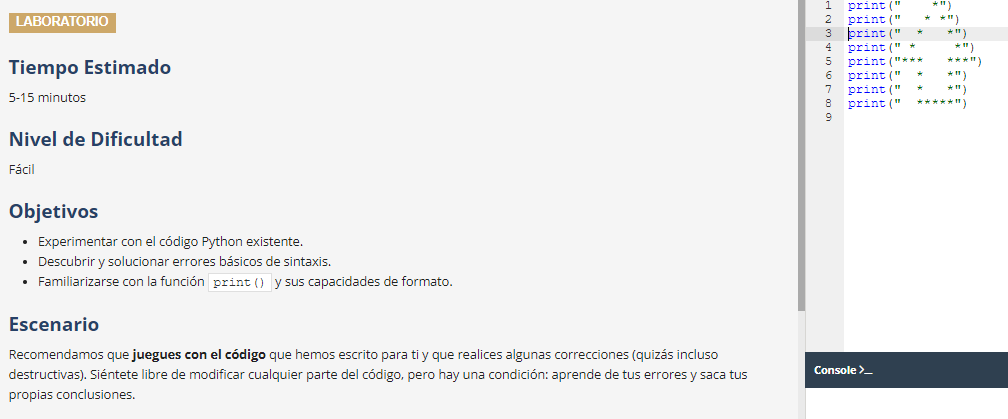 LABORATORIO
Tiempo Estimado
5-15 minutos
Nivel de Dificultad
Fácil
Objetivos
• Experimentar con el código Python existente.
• Descubrir y solucionar errores básicos de sintaxis.
• Familiarizarse con la función print() y sus capacidades de formato.
Escenario
Recomendamos que juegues con el código que hemos escrito para ti y que realices algunas correcciones (quizás incluso
destructivas). Siéntete libre de modificar cualquier parte del código, pero hay una condición: aprende de tus errores y saca tus
propias conclusiones.
1 print("    *")
2 print("   * *")
3 print("  *   *")
4 print(" *     *")
5 print("***   ***")
6 print("  *   *")
7 print("  *   *")
8 print("  *****")
9
Console >_